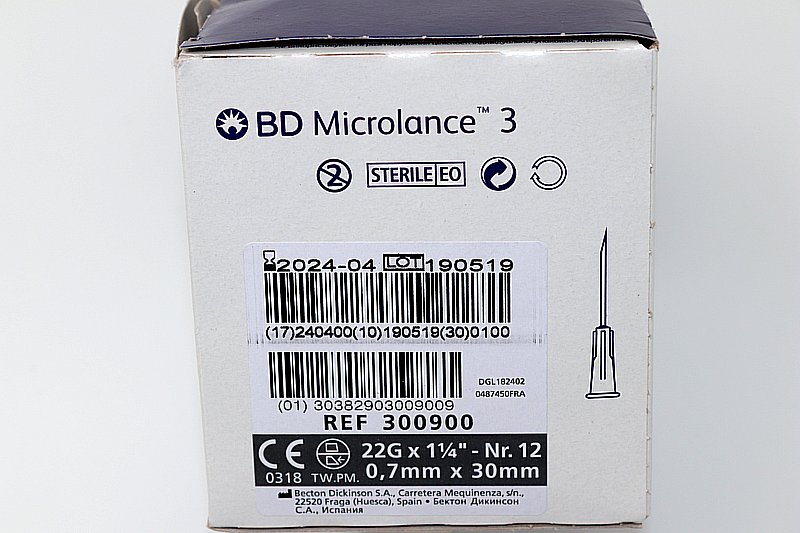 BD Microlance™ 3
2 STERILE EO
2024-04 LOT 190519
(17)240400(10)190519(30)0100
DGL182402
0487450FRA
(01) 30382903009009
REF 300900
CE 22G x 1¼" - Nr. 12
0318 TW.PM. 0,7mm x 30mm
Becton Dickinson S.A., Carretera Mequinenza, s/n.,
22520 Fraga (Huesca), Spain • Бектон Дикинсон
С.А., Испания